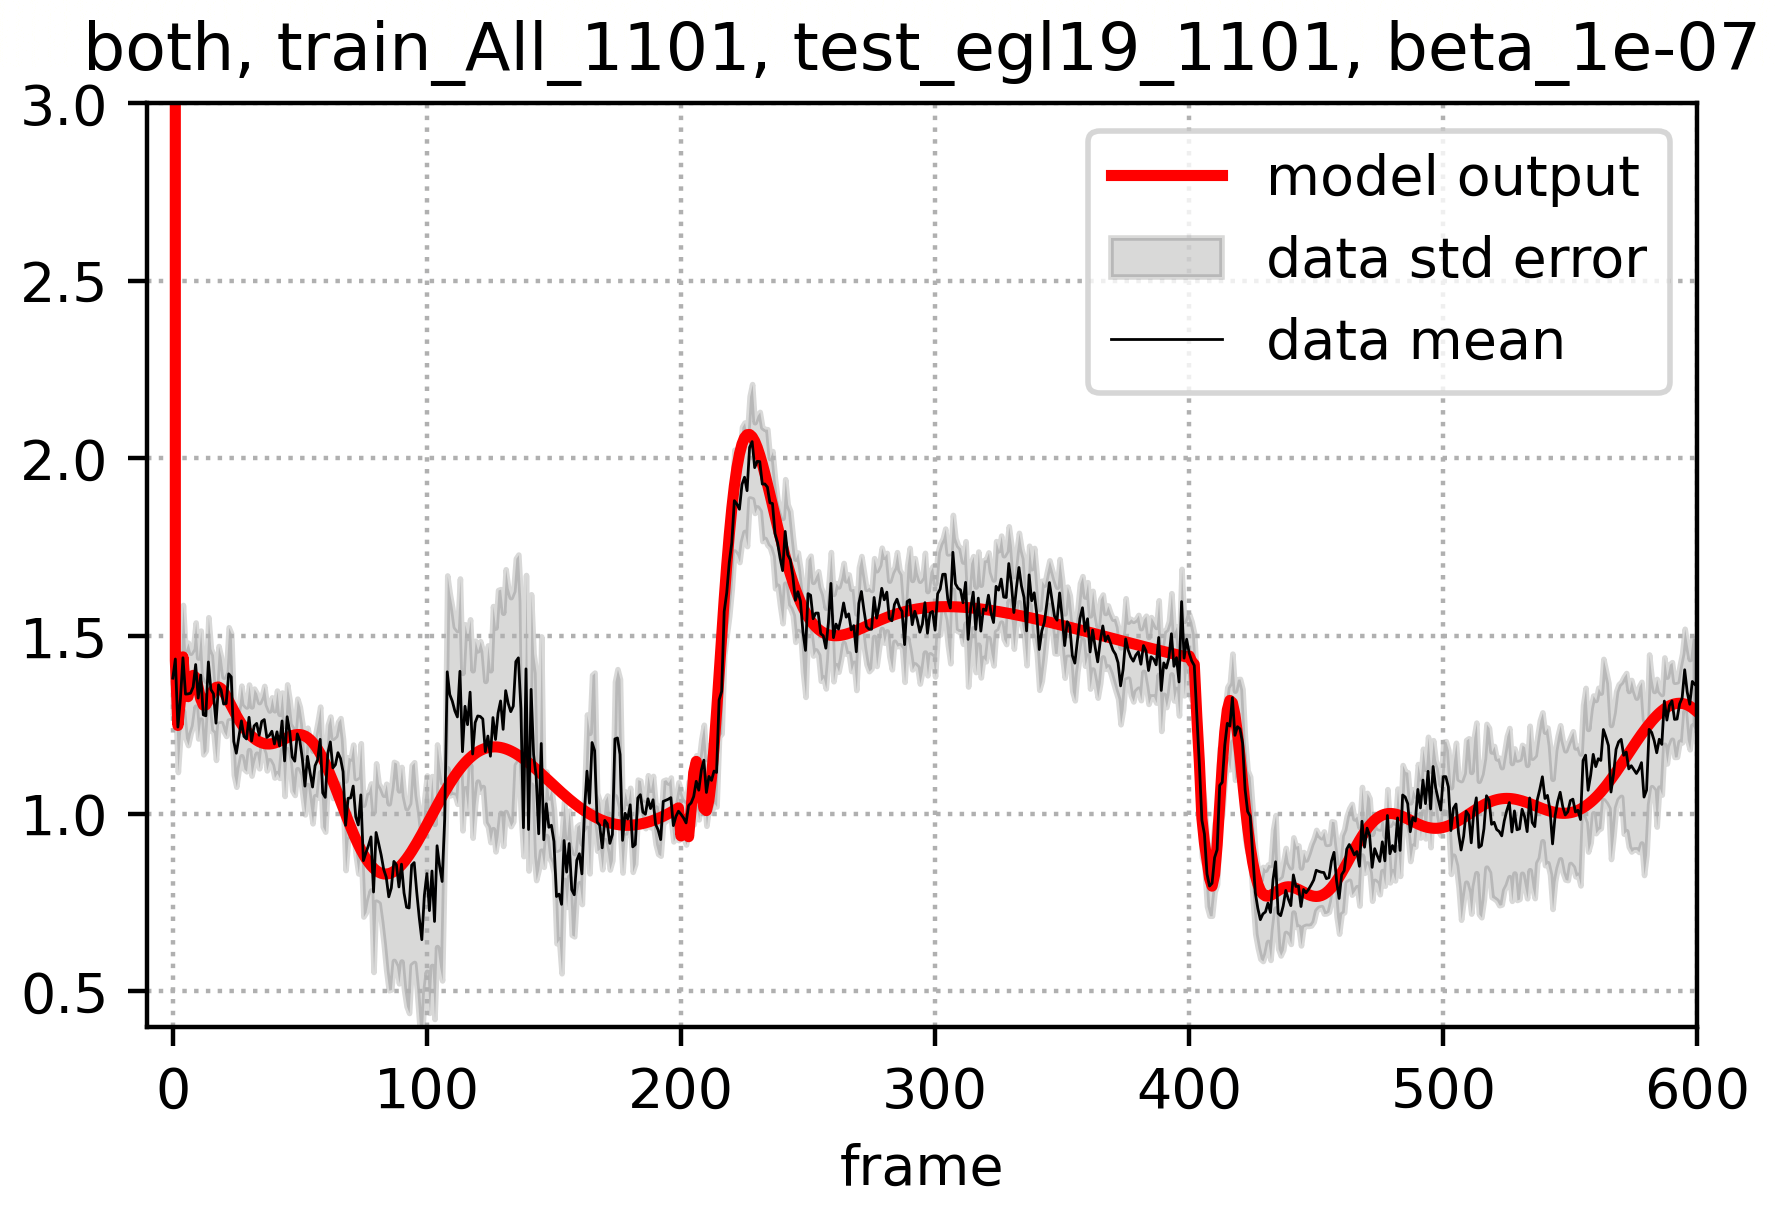 both, train_All_1101, test_egl19_1101, beta_1e-07
3.0
2.5
2.0
1.5
1.0
0.5
model output
data std error
data mean
0 100 200 300 400 500 600
frame